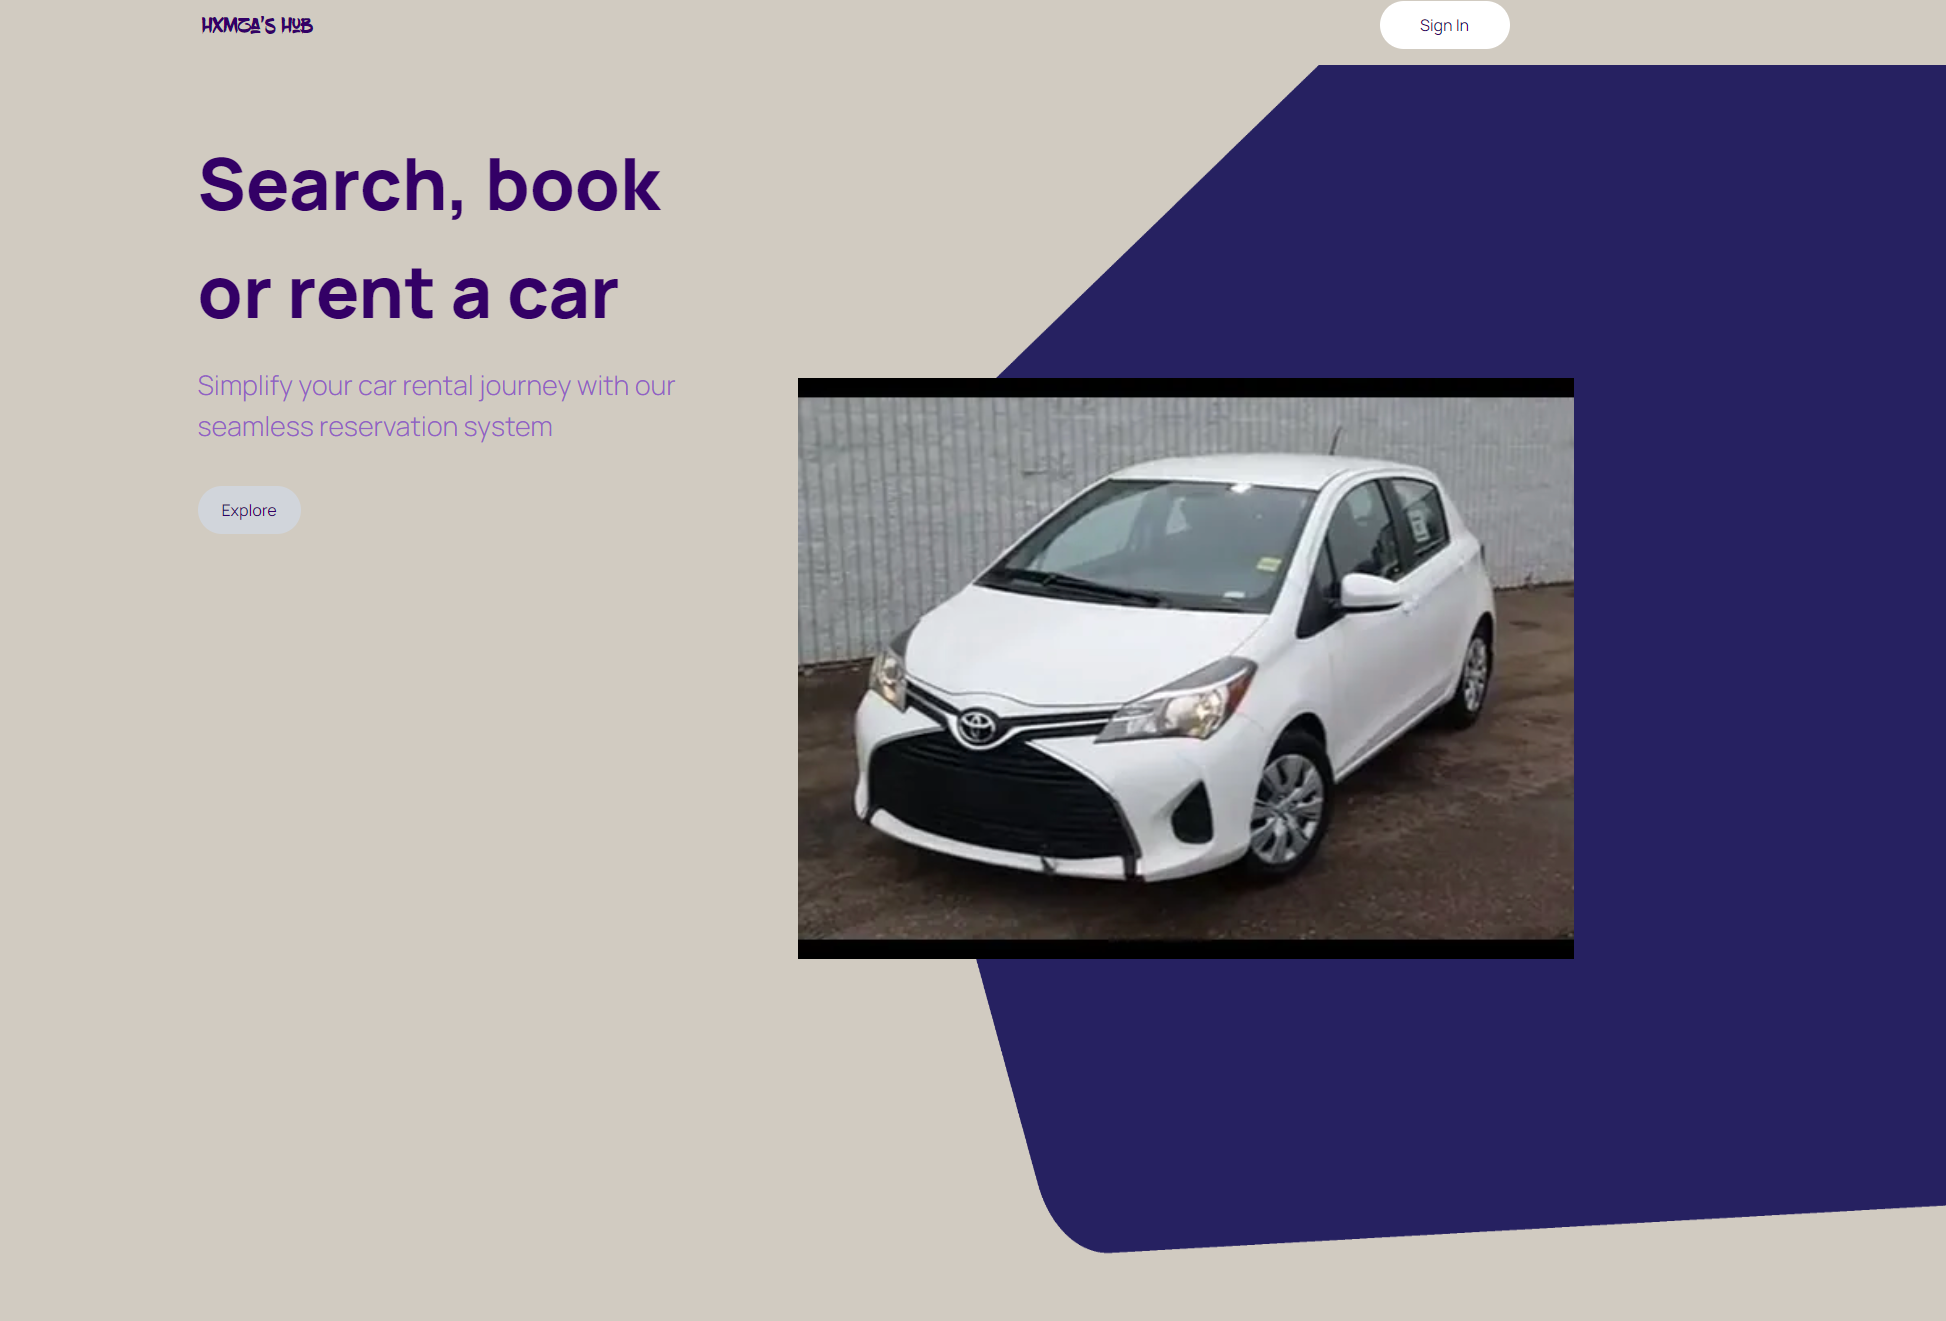 HXMZA'S HUB
Sign In
Search, book
or rent a car
Simplify your car rental journey with our
seamless reservation system
Explore